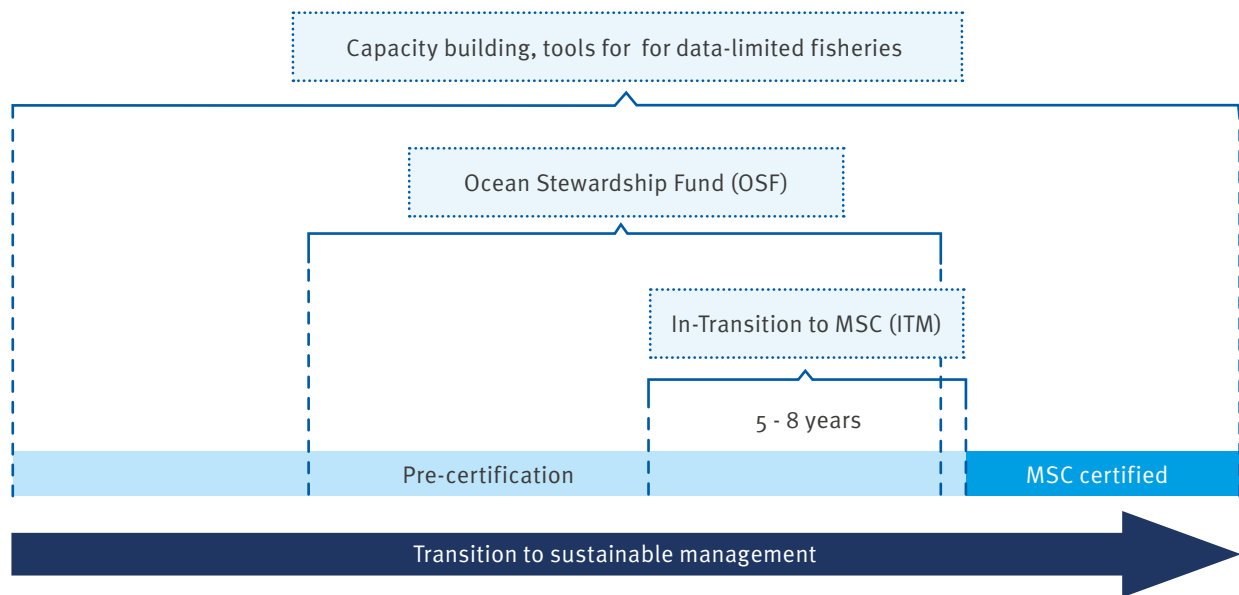 Capacity building, tools for for data-limited fisheries
Ocean Stewardship Fund (OSF)
In-Transition to MSC (ITM)
5 - 8 years
Pre-certification
MSC certified
Transition to sustainable management